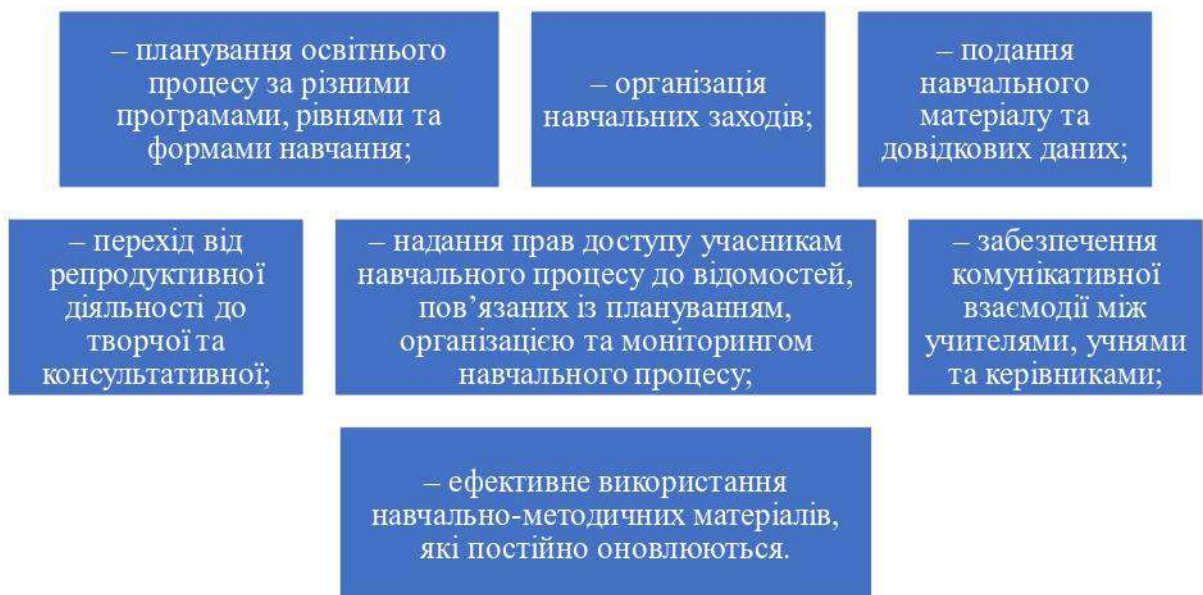 – планування освітнього
процесу за різними
програмами, рівнями та
формами навчання;
– організація
навчальних заходів;
– подання
навчального
матеріалу та
довідкових даних;
– перехід від
репродуктивної
діяльності до
творчої та
консультативної;
– надання прав доступу учасникам
навчального процесу до відомостей,
пов’язаних із плануванням,
організацією та моніторингом
навчального процесу;
– забезпечення
комунікативної
взаємодії між
учителями, учнями
та керівниками;
– ефективне використання
навчально-методичних матеріалів,
які постійно оновлюються.